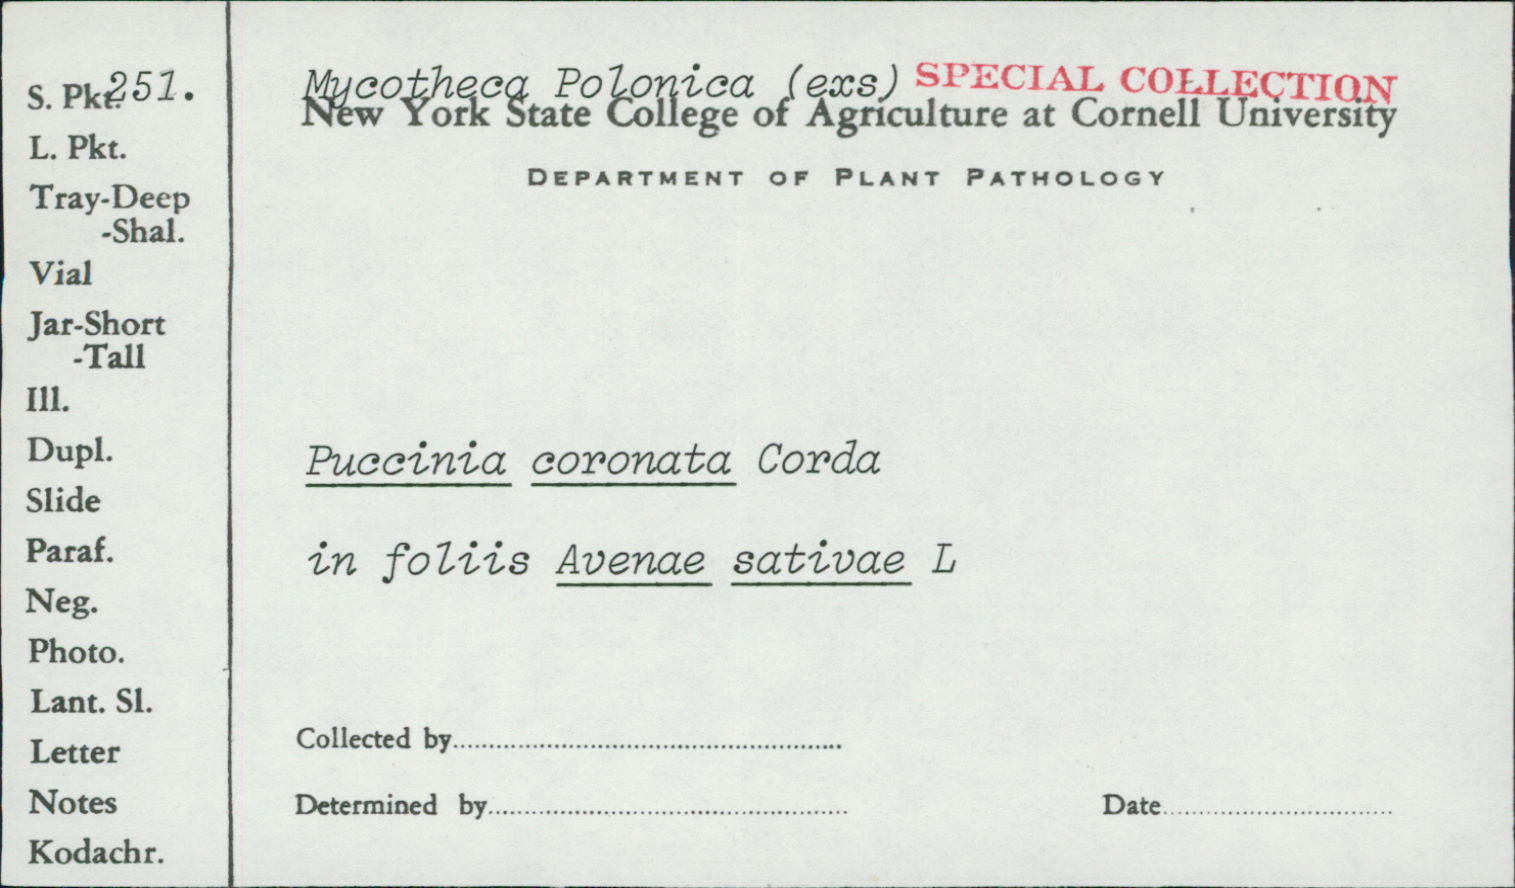 S. Pkt. 251.
L. Pkt.
Tray-Deep
-Shal.
Vial
Jar-Short
-Tall
Ill.
Dupl.
Slide
Paraf.
Neg.
Photo.
Lant. Sl.
Letter
Notes
Kodachr.
Mycotheca Polonica (exs) SPECIAL COLLECTION
New York State College of Agriculture at Cornell University
DEPARTMENT OF PLANT PATHOLOGY
Puccinia coronata Corda
in foliis Avenae sativae L
Collected by
Determined by Date